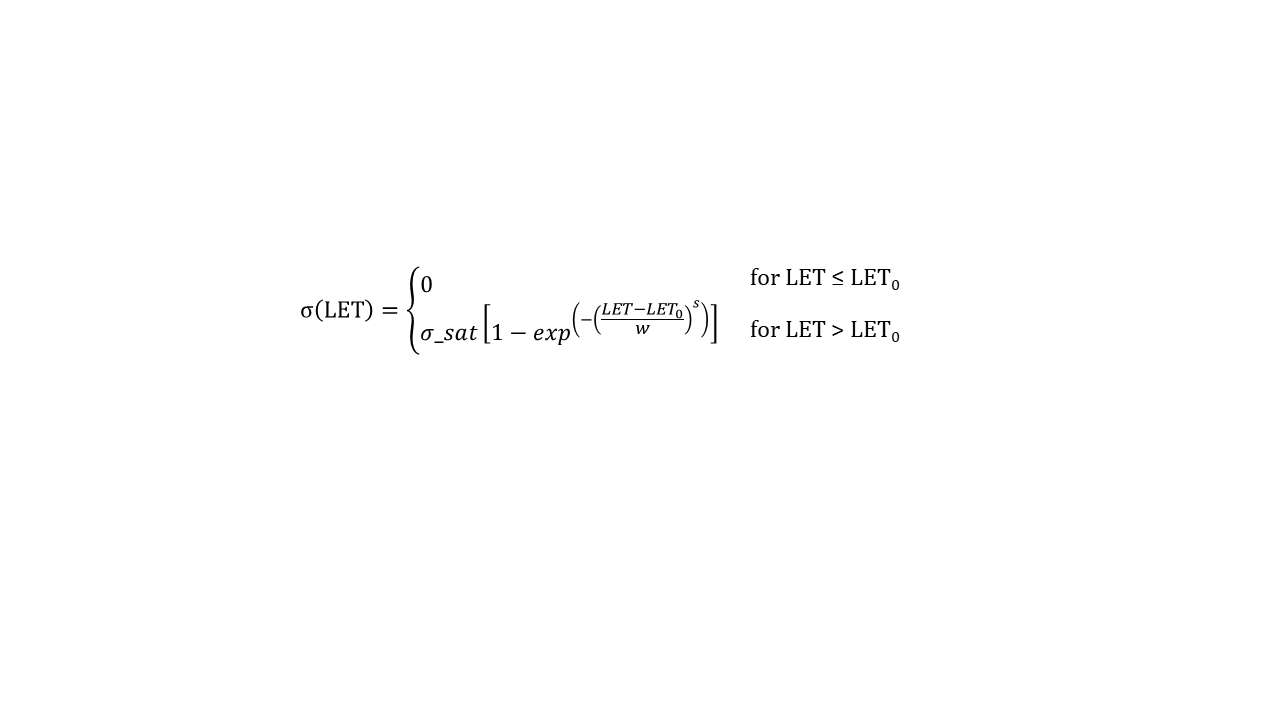 σ(LET) = { 0 for LET ≤ LET₀
σ_sat [1 − exp^(−((LET−LET₀)/w)^s)] for LET > LET₀